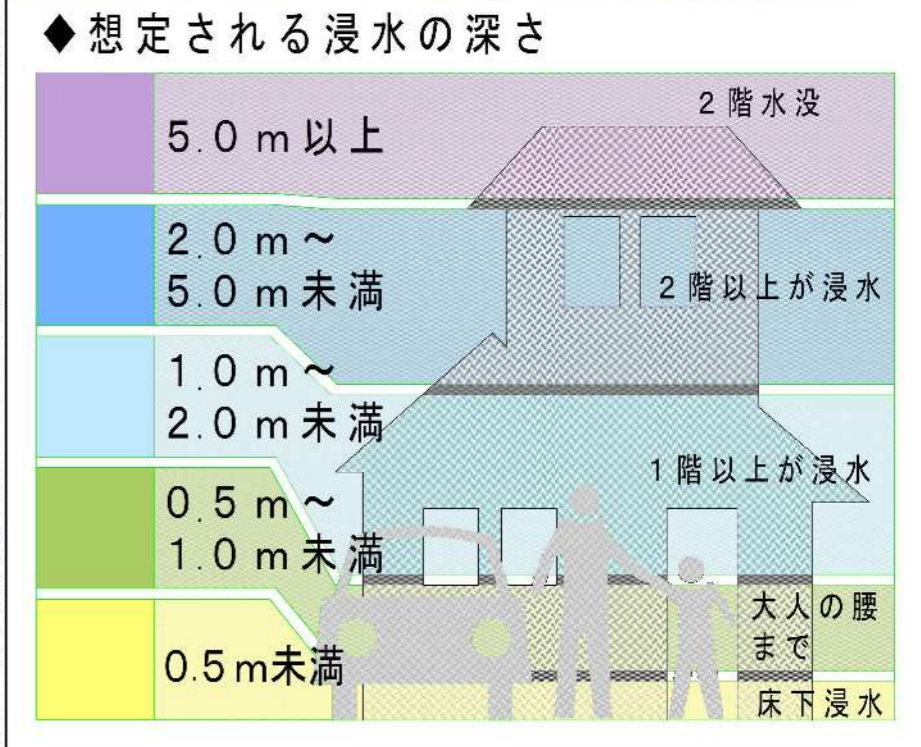 ◆想定される浸水の深さ
5.0m以上
2階水没
2.0m～
5.0m未満
2階以上が浸水
1.0m～
2.0m未満
1階以上が浸水
0.5m～
1.0m未満
大人の腰
まで
0.5m未満
床下浸水